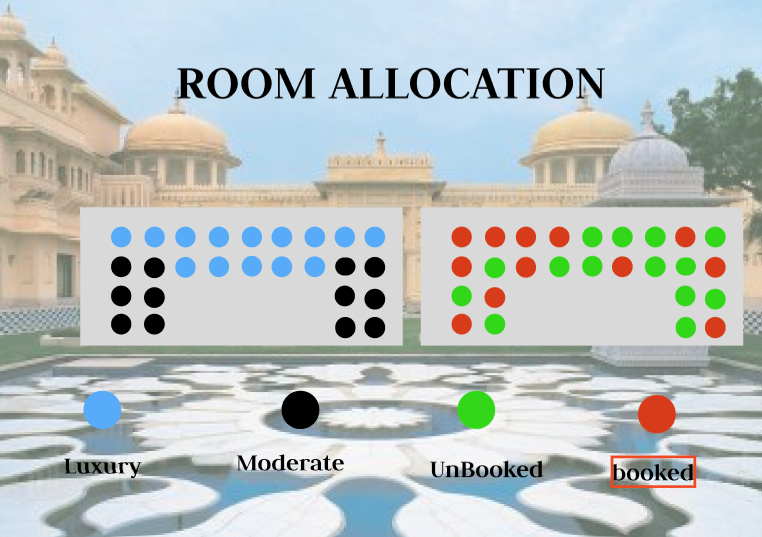 ROOM ALLOCATION
Luxury
Moderate
UnBooked
booked